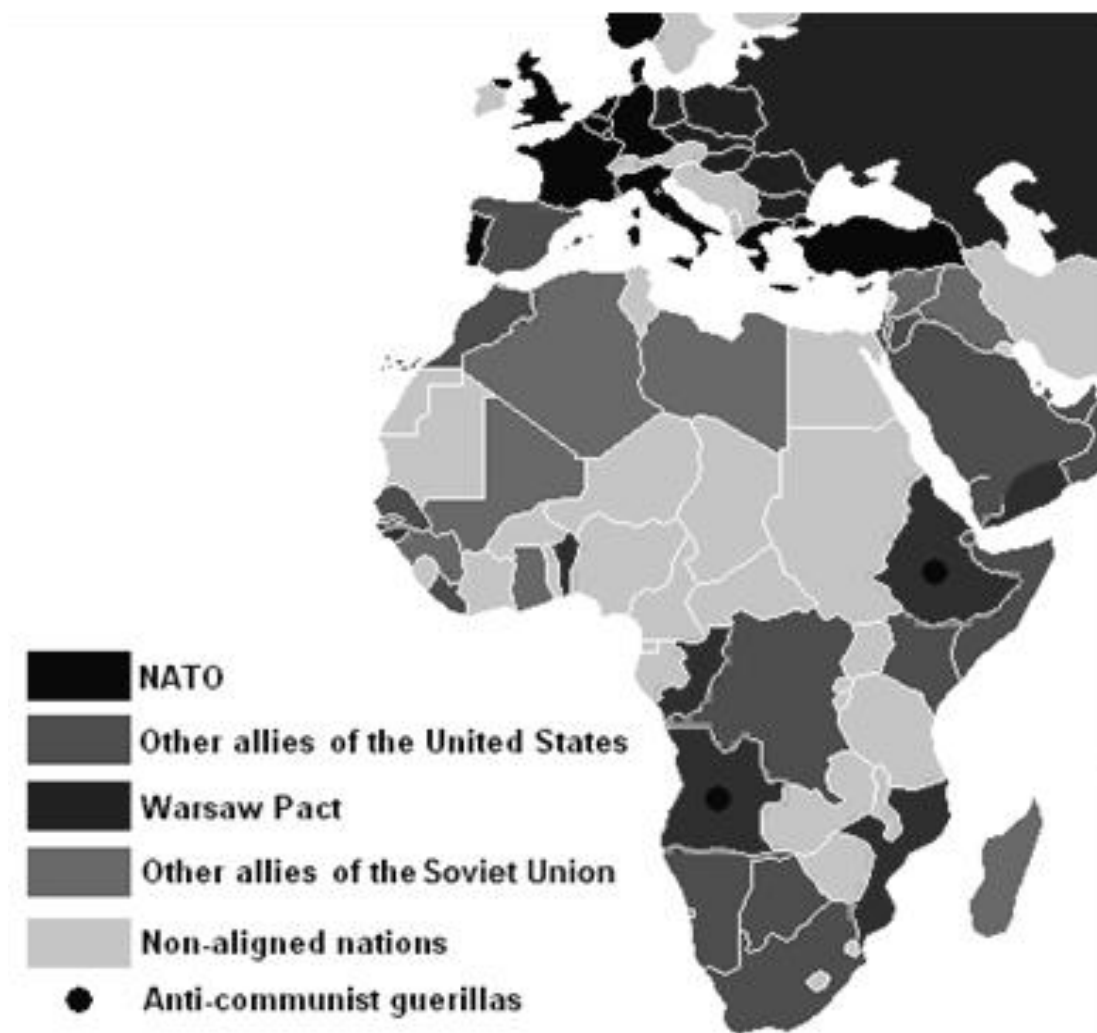 NATO
Other allies of the United States
Warsaw Pact
Other allies of the Soviet Union
Non-aligned nations
Anti-communist guerillas